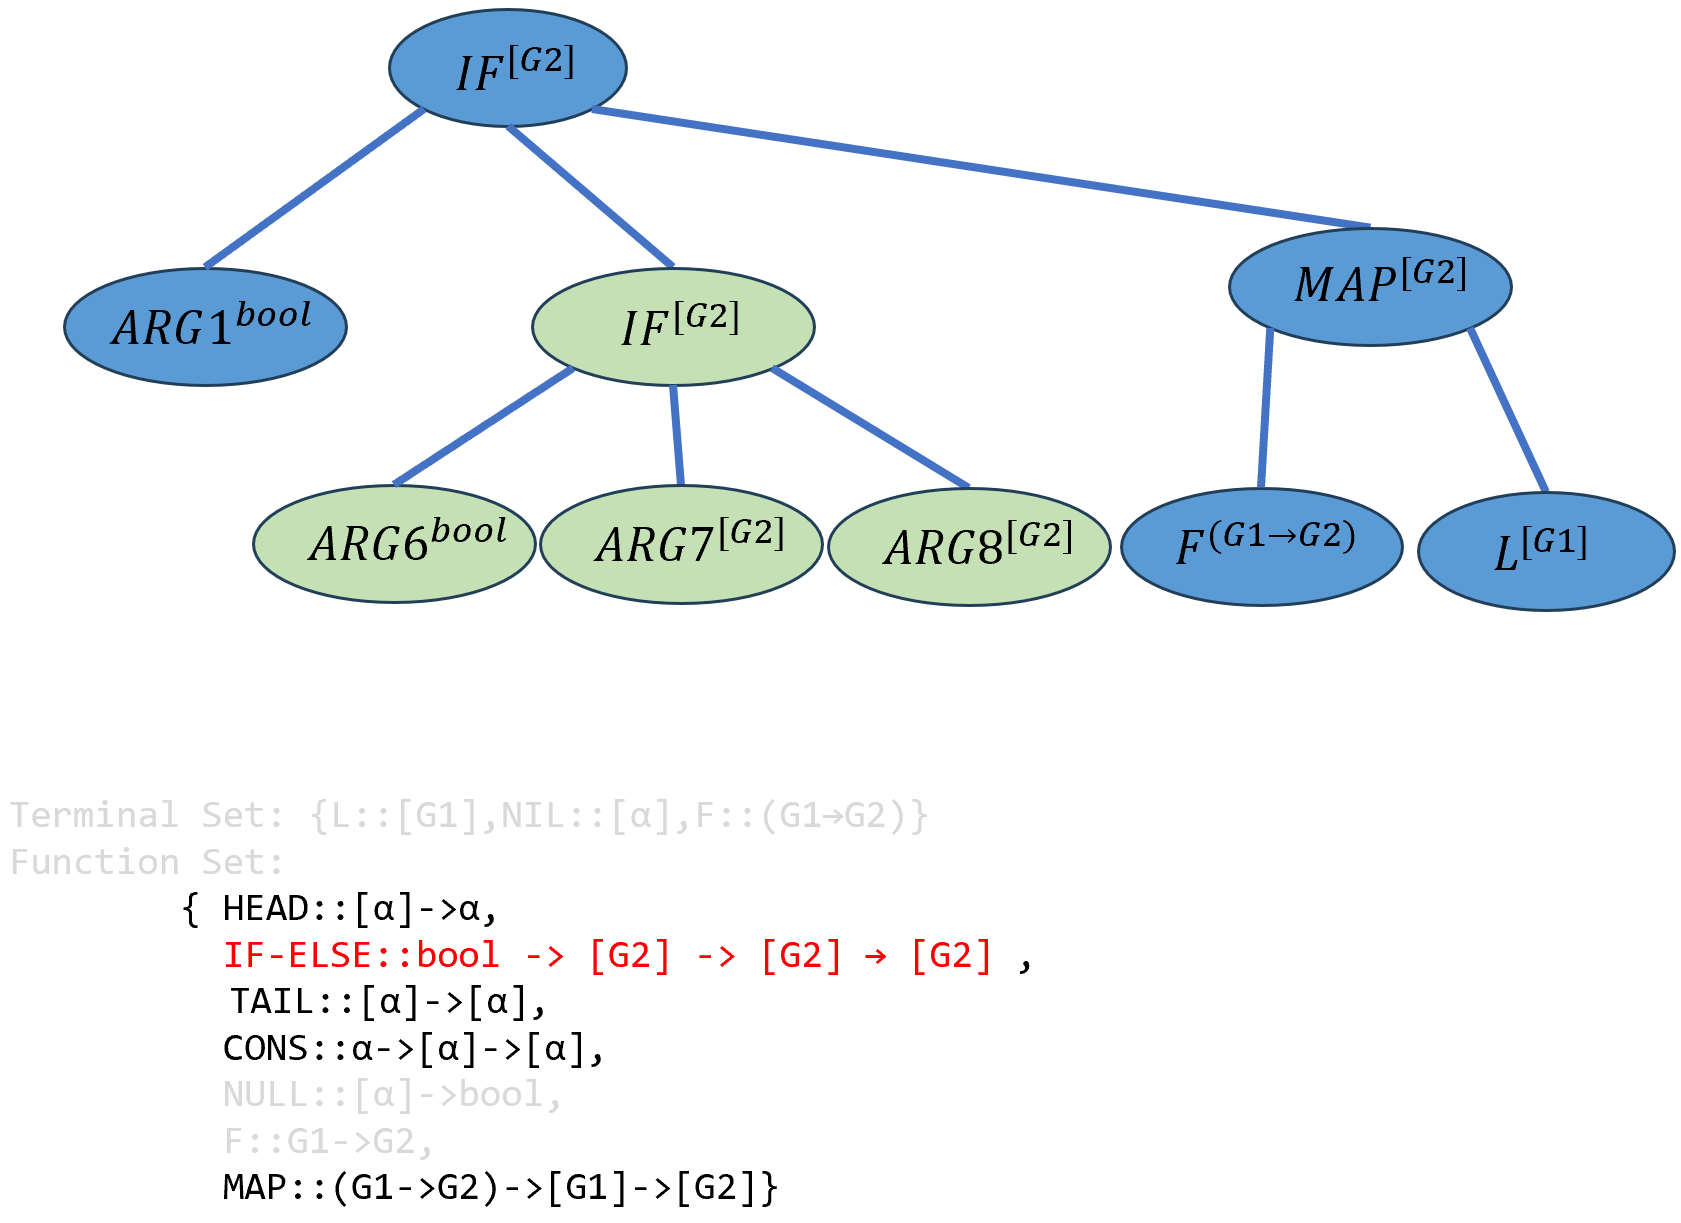 IF^[G2]
ARG1^bool
IF^[G2]
MAP^[G2]
ARG6^bool
ARG7^[G2]
ARG8^[G2]
F^(G1→G2)
L^[G1]
Terminal Set: {L::[G1],NIL::[α],F::(G1→G2)}
Function Set:
{ HEAD::[α]->α,
IF-ELSE::bool -> [G2] -> [G2] → [G2] ,
TAIL::[α]->[α],
CONS::α->[α]->[α],
NULL::[α]->bool,
F::G1->G2,
MAP::(G1->G2)->[G1]->[G2]}